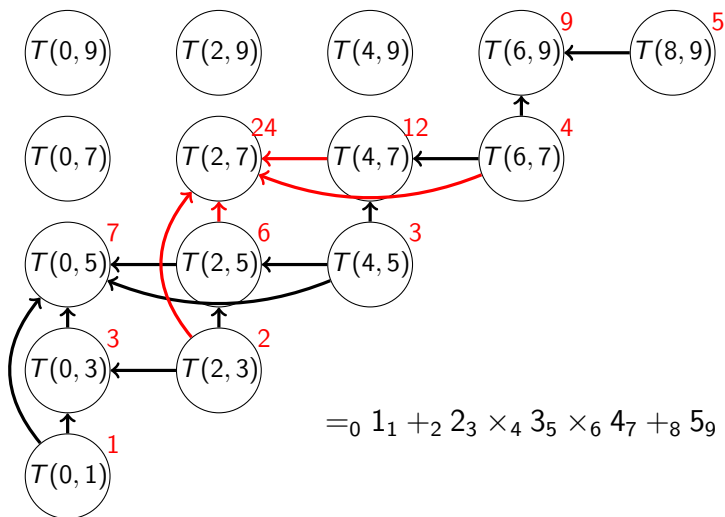 9 5
T(0, 9) T(2, 9) T(4, 9) T(6, 9) T(8, 9)
24 12 4
T(0, 7) T(2, 7) T(4, 7) T(6, 7)
7 6 3
T(0, 5) T(2, 5) T(4, 5)
3 2
T(0, 3) T(2, 3)
=₀ 1₁ +₂ 2₃ ×₄ 3₅ ×₆ 4₇ +₈ 5₉
1
T(0, 1)